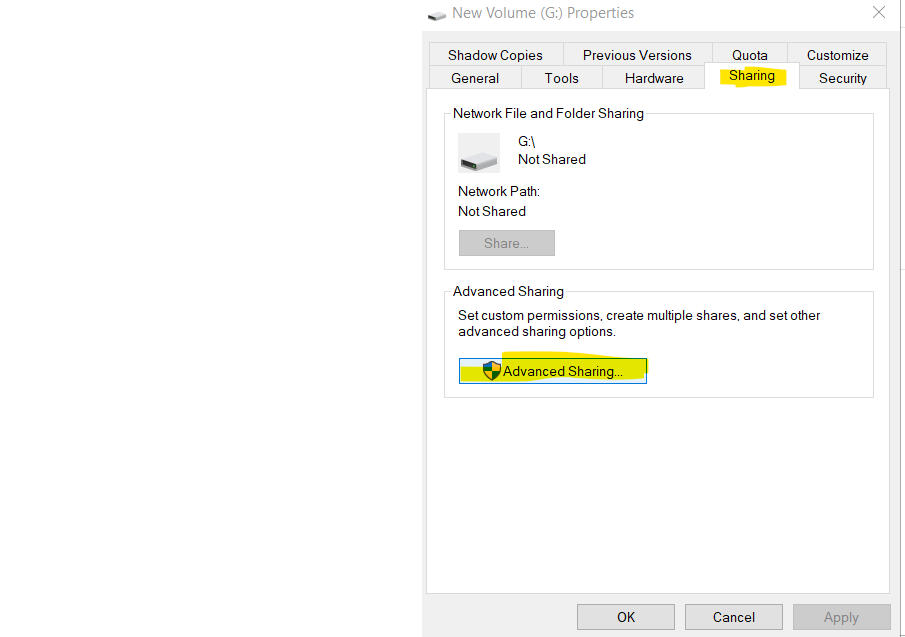 New Volume (G:) Properties
Shadow Copies Previous Versions Quota Customize
General Tools Hardware Sharing Security
Network File and Folder Sharing
G:\
Not Shared
Network Path:
Not Shared
Share...
Advanced Sharing
Set custom permissions, create multiple shares, and set other
advanced sharing options.
Advanced Sharing...
OK Cancel Apply